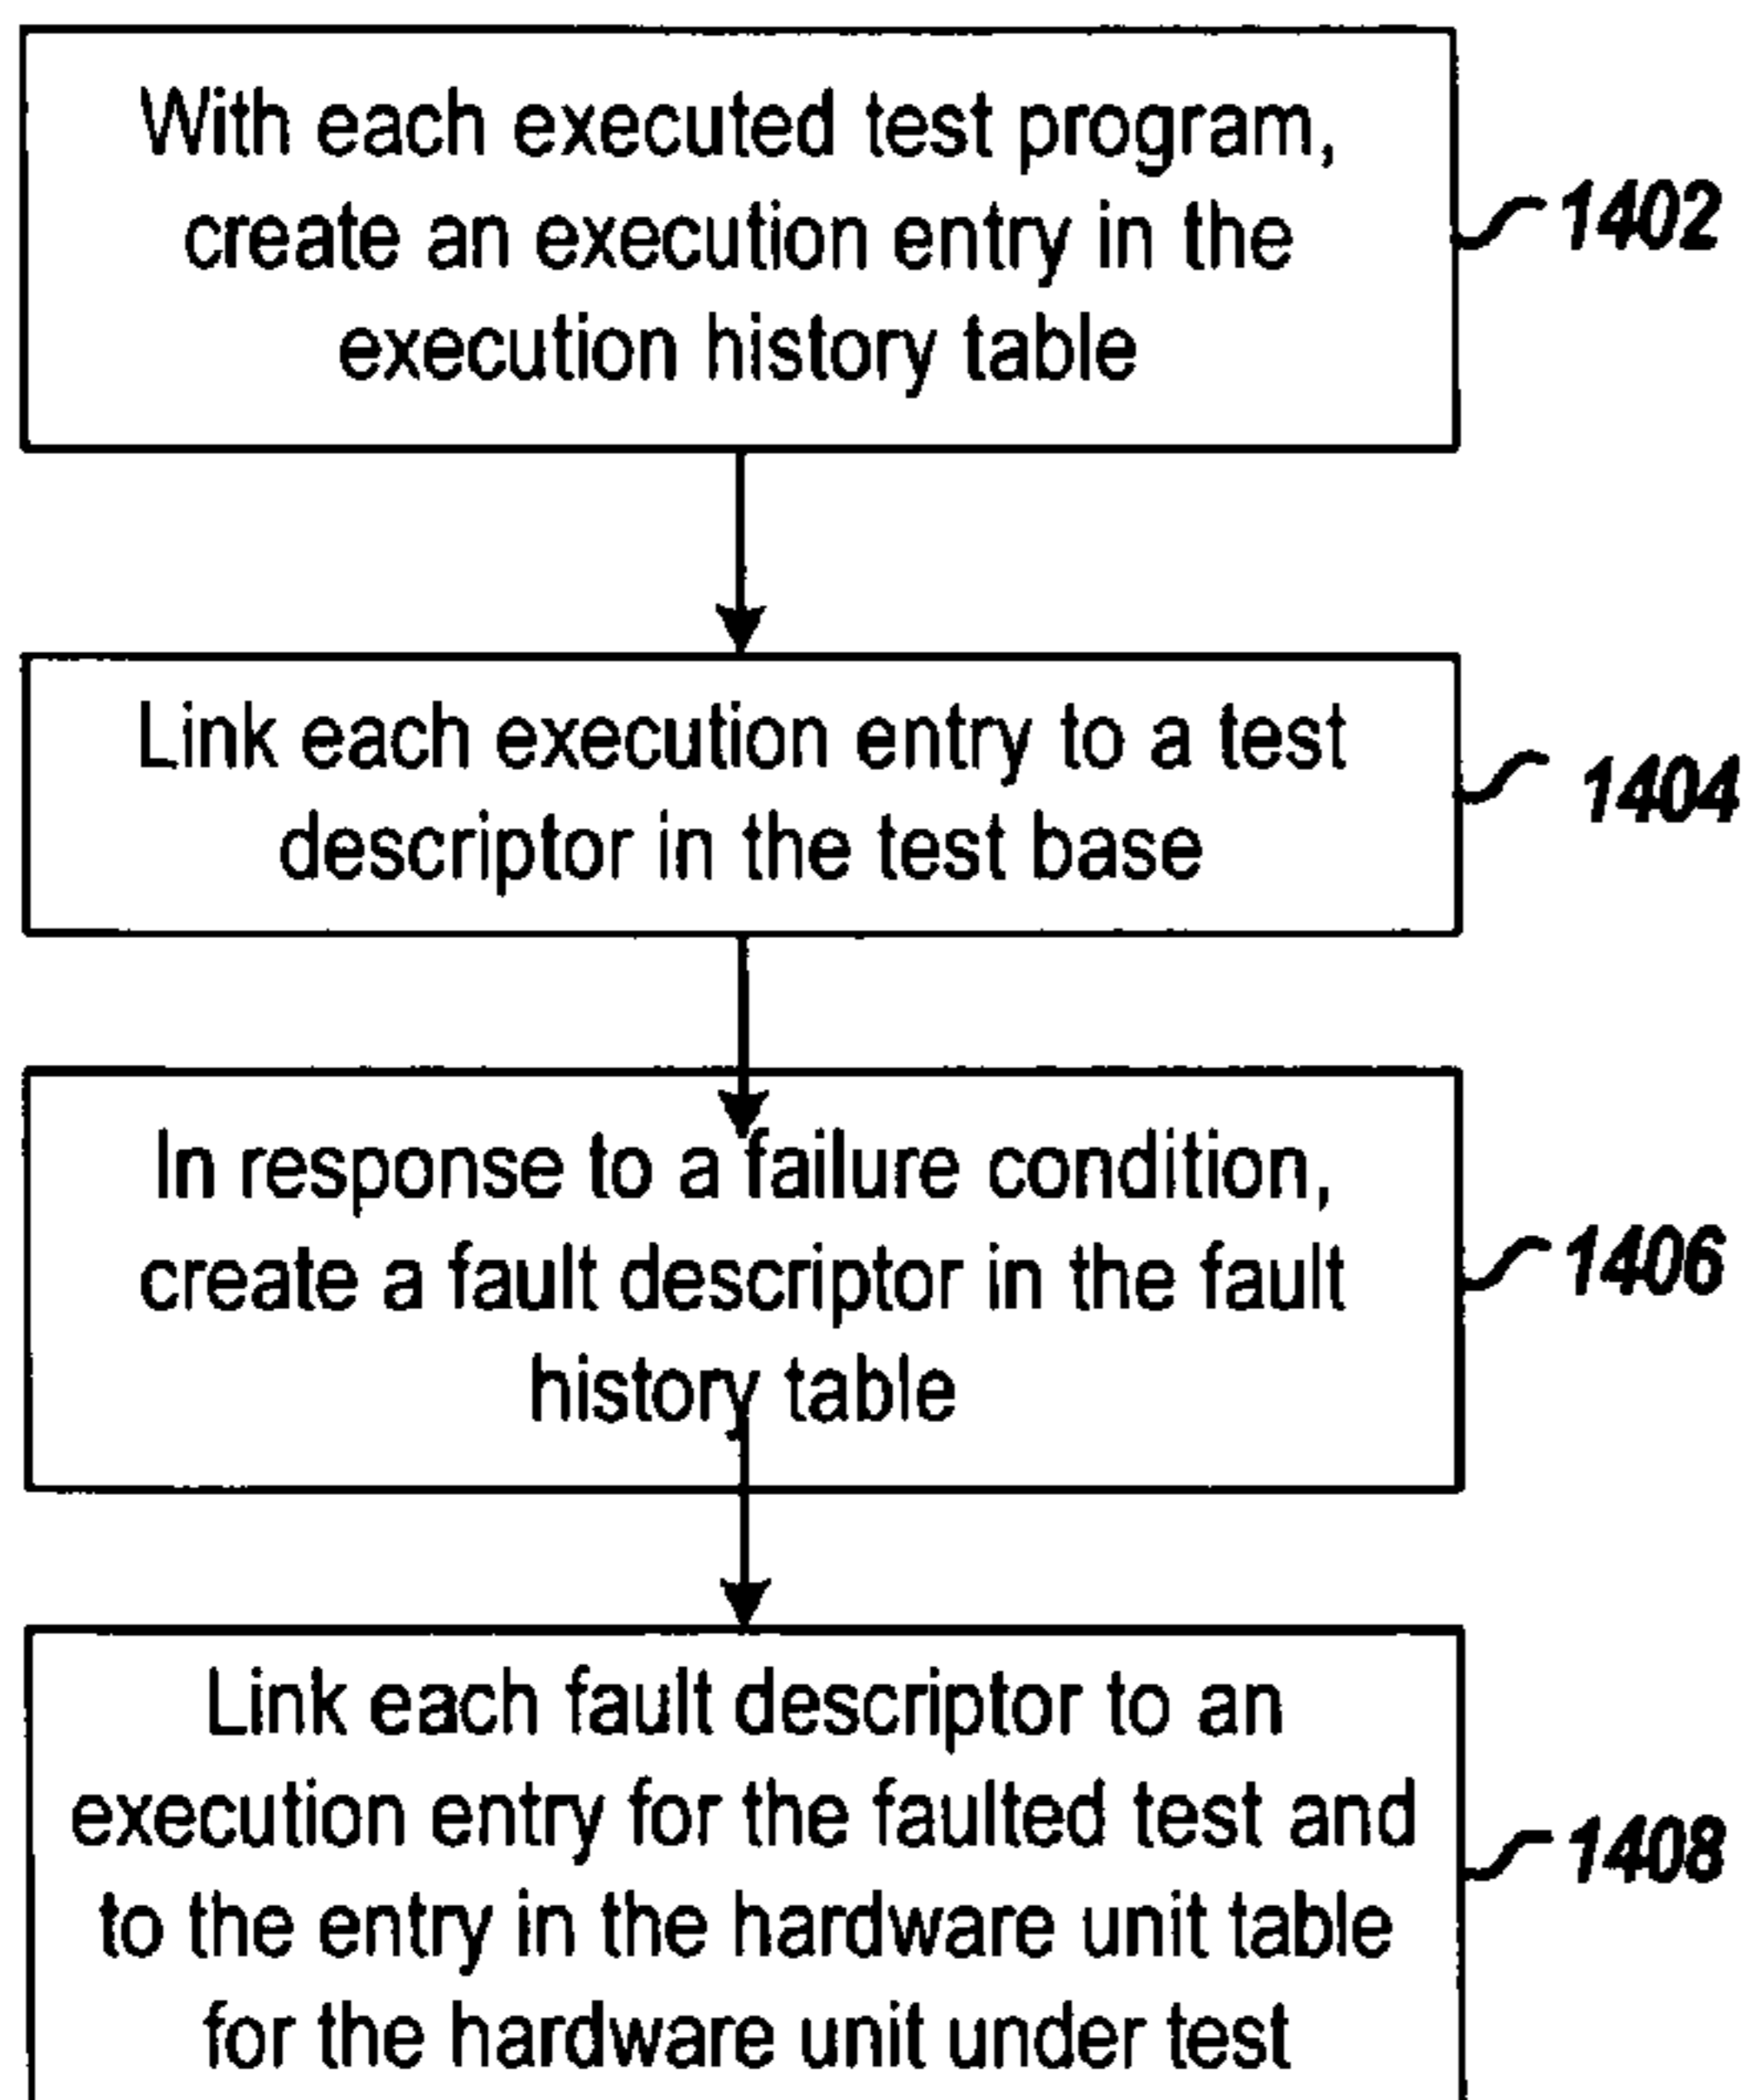 With each executed test program,
create an execution entry in the
execution history table
1402
Link each execution entry to a test
descriptor in the test base
1404
In response to a failure condition,
create a fault descriptor in the fault
history table
1406
Link each fault descriptor to an
execution entry for the faulted test and
to the entry in the hardware unit table
for the hardware unit under test
1408